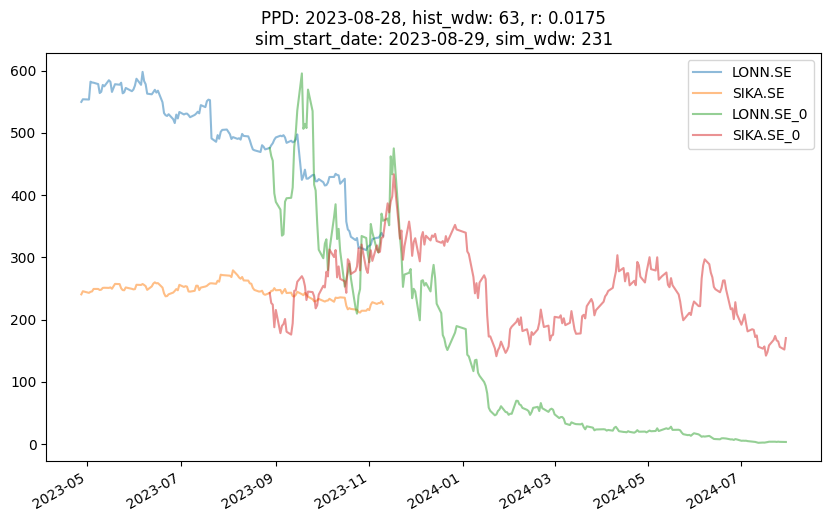 PPD: 2023-08-28, hist_wdw: 63, r: 0.0175
sim_start_date: 2023-08-29, sim_wdw: 231
LONN.SE
SIKA.SE
LONN.SE_0
SIKA.SE_0
600
500
400
300
200
100
0
2023-05
2023-07
2023-09
2023-11
2024-01
2024-03
2024-05
2024-07